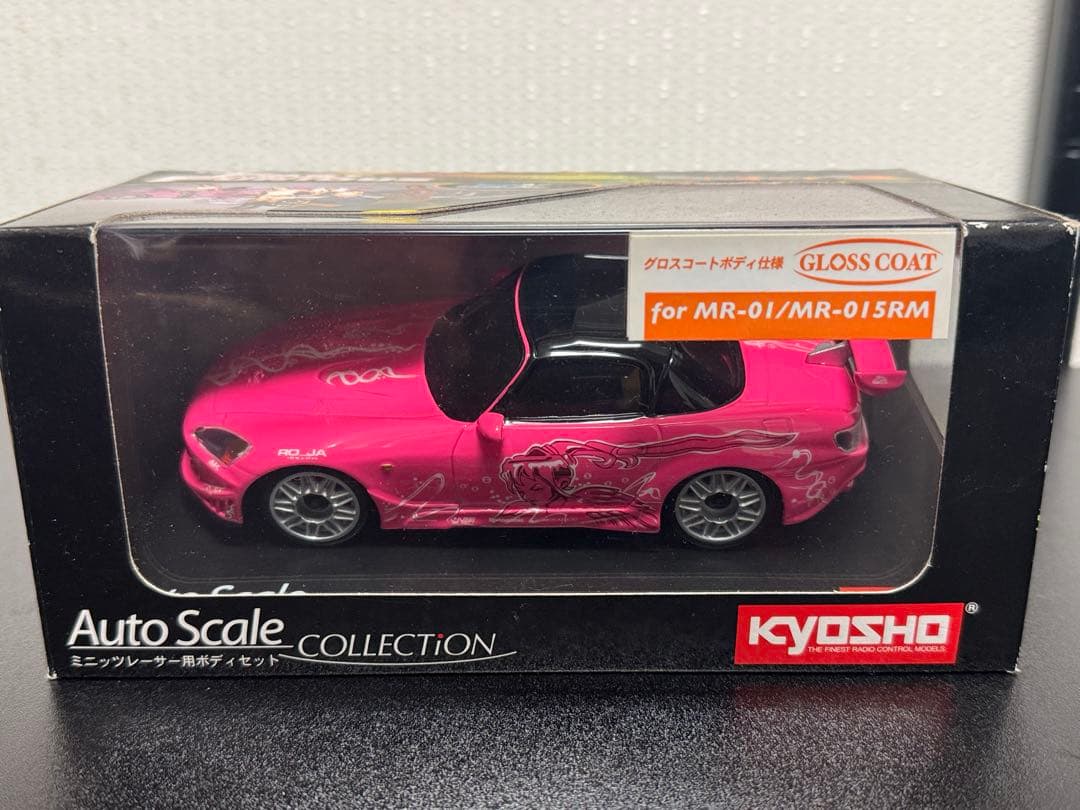 グロスコートボディ仕様 GLOSS COAT
for MR-01/MR-015RM
RO_JA
Auto Scale COLLECTiON
ミニッツレーサー用ボディセット
KYOSHO ®
THE FINEST RADIO CONTROL MODELS.